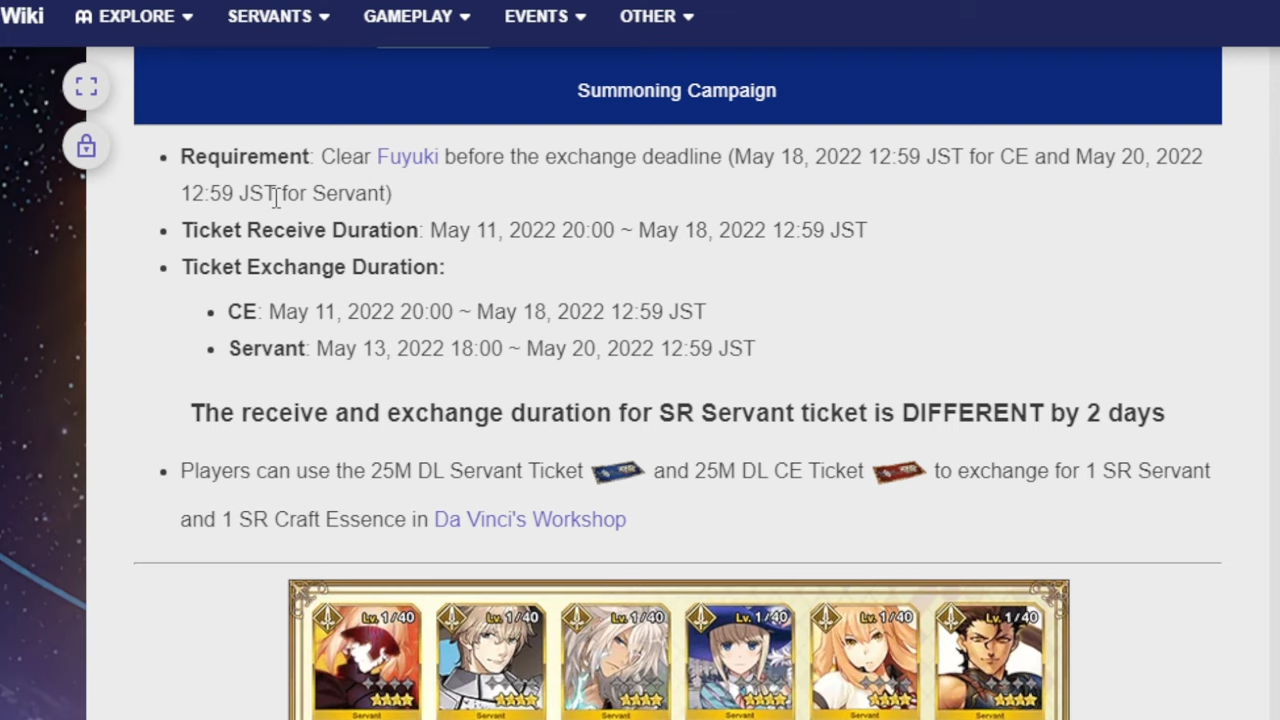 Wiki EXPLORE SERVANTS GAMEPLAY EVENTS OTHER
Summoning Campaign
• Requirement: Clear Fuyuki before the exchange deadline (May 18, 2022 12:59 JST for CE and May 20, 2022
12:59 JST for Servant)
• Ticket Receive Duration: May 11, 2022 20:00 ~ May 18, 2022 12:59 JST
• Ticket Exchange Duration:
• CE: May 11, 2022 20:00 ~ May 18, 2022 12:59 JST
• Servant: May 13, 2022 18:00 ~ May 20, 2022 12:59 JST
The receive and exchange duration for SR Servant ticket is DIFFERENT by 2 days
• Players can use the 25M DL Servant Ticket and 25M DL CE Ticket to exchange for 1 SR Servant
and 1 SR Craft Essence in Da Vinci's Workshop
Lv. 1/40 Lv. 1/40 Lv. 1/40 Lv. 1/40 Lv. 1/40 Lv. 1/40
Servant Servant Servant Servant Servant Servant